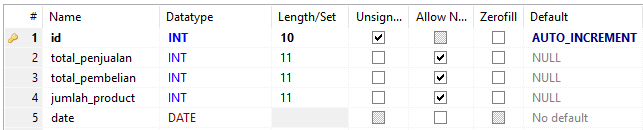 # Name Datatype Length/Set Unsign... Allow N... Zerofill Default
1 id INT 10 AUTO_INCREMENT
2 total_penjualan INT 11 NULL
3 total_pembelian INT 11 NULL
4 jumlah_product INT 11 NULL
5 date DATE No default